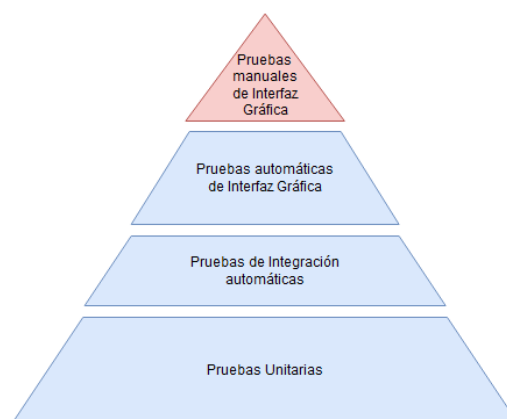 Pruebas
manuales
de Interfaz
Gráfica
Pruebas automáticas
de Interfaz Gráfica
Pruebas de Integración
automáticas
Pruebas Unitarias